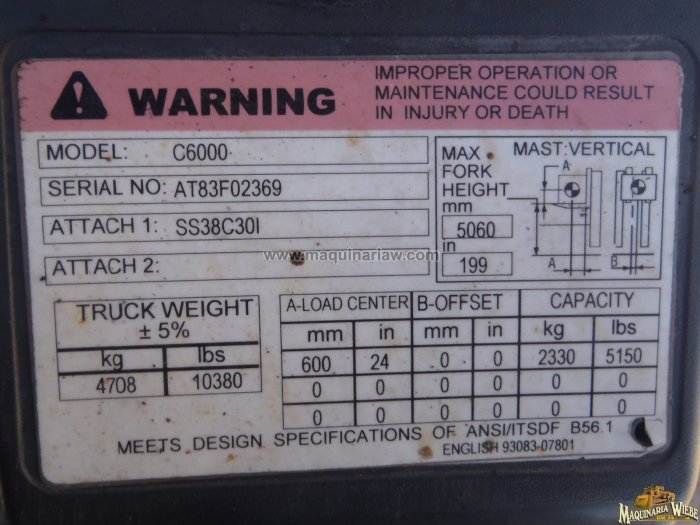 WARNING
IMPROPER OPERATION OR
MAINTENANCE COULD RESULT
IN INJURY OR DEATH
MODEL: C6000
SERIAL NO: AT83F02369
ATTACH 1: SS38C30I
ATTACH 2:
www.maquinariaw.com
MAX
FORK
HEIGHT
mm
5060
in
199
MAST:VERTICAL
A
A
B
TRUCK WEIGHT
± 5%
kg lbs
4708 10380
A-LOAD CENTER B-OFFSET CAPACITY
mm in mm in kg lbs
600 24 0 0 2330 5150
0 0 0 0 0 0
0 0 0 0 0 0
MEETS DESIGN SPECIFICATIONS OF ANSI/ITSDF B56.1
ENGLISH 93083-07801
MAQUINARIA WIEBE